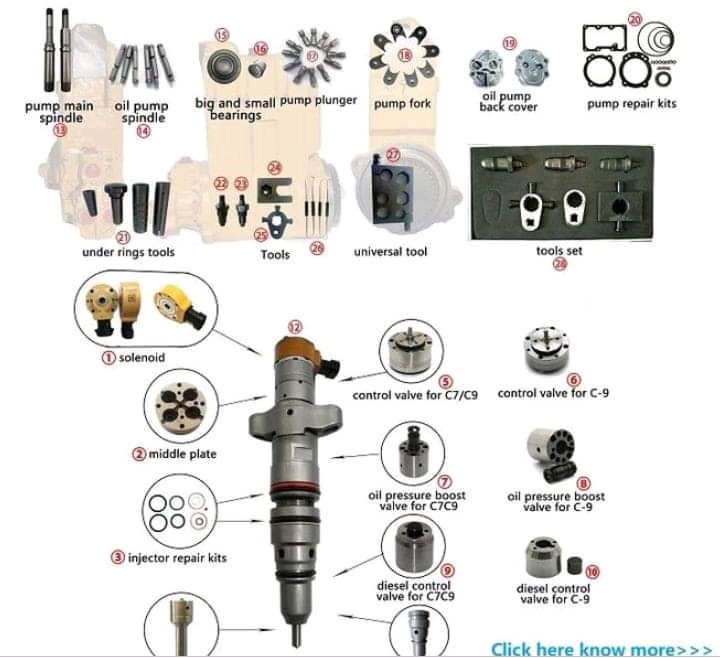 15
16
17
18
19
20
pump main
spindle
13
oil pump
spindle
14
big and small
bearings
pump plunger
pump fork
oil pump
back cover
pump repair kits
22
23
24
25
26
27
21
under rings tools
Tools
universal tool
tools set
28
1 solenoid
12
5
control valve for C7/C9
6
control valve for C-9
2 middle plate
7
oil pressure boost
valve for C7C9
8
oil pressure boost
valve for C-9
3 injector repair kits
9
diesel control
valve for C7C9
10
diesel control
valve for C-9
Click here know more>>>